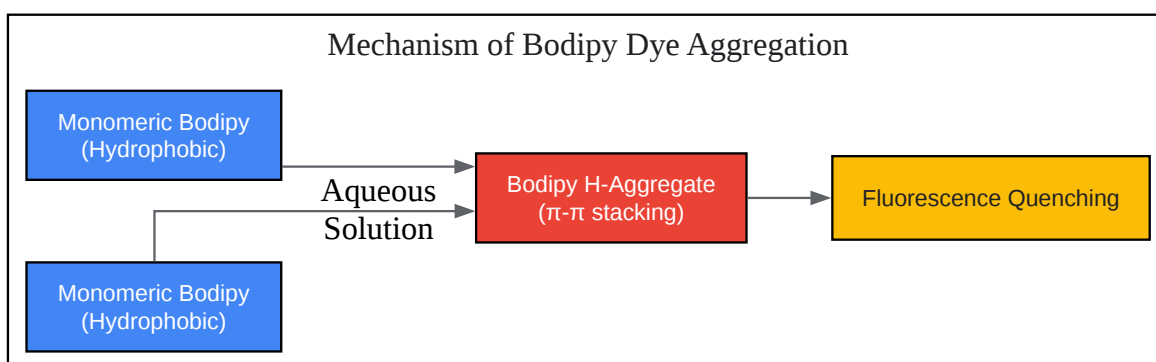 Mechanism of Bodipy Dye Aggregation
Monomeric Bodipy
(Hydrophobic)
Aqueous
Solution
Bodipy H-Aggregate
(π-π stacking)
Fluorescence Quenching
Monomeric Bodipy
(Hydrophobic)